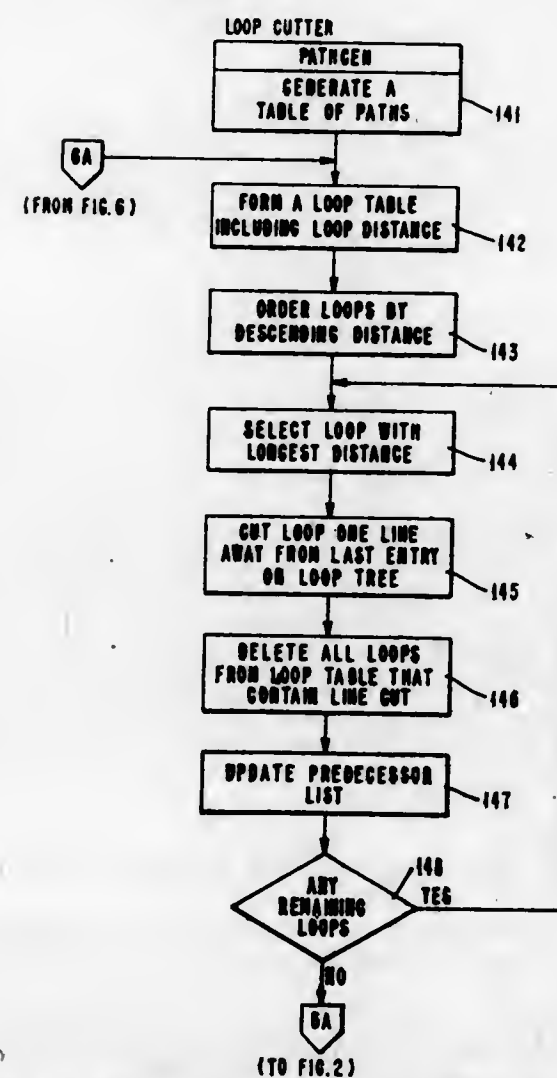 LOOP CUTTER
PATHGEN
GENERATE A
TABLE OF PATHS
141
6A
(FROM FIG.6)
FORM A LOOP TABLE
INCLUDING LOOP DISTANCE
142
ORDER LOOPS BY
DESCENDING DISTANCE
143
SELECT LOOP WITH
LONGEST DISTANCE
144
CUT LOOP ONE LINE
AWAY FROM LAST ENTRY
ON LOOP TREE
145
DELETE ALL LOOPS
FROM LOOP TABLE THAT
CONTAIN LINE CUT
146
UPDATE PREDECESSOR
LIST
147
148
ANY
REMAINING
LOOPS
YES
NO
6A
(TO FIG.2)